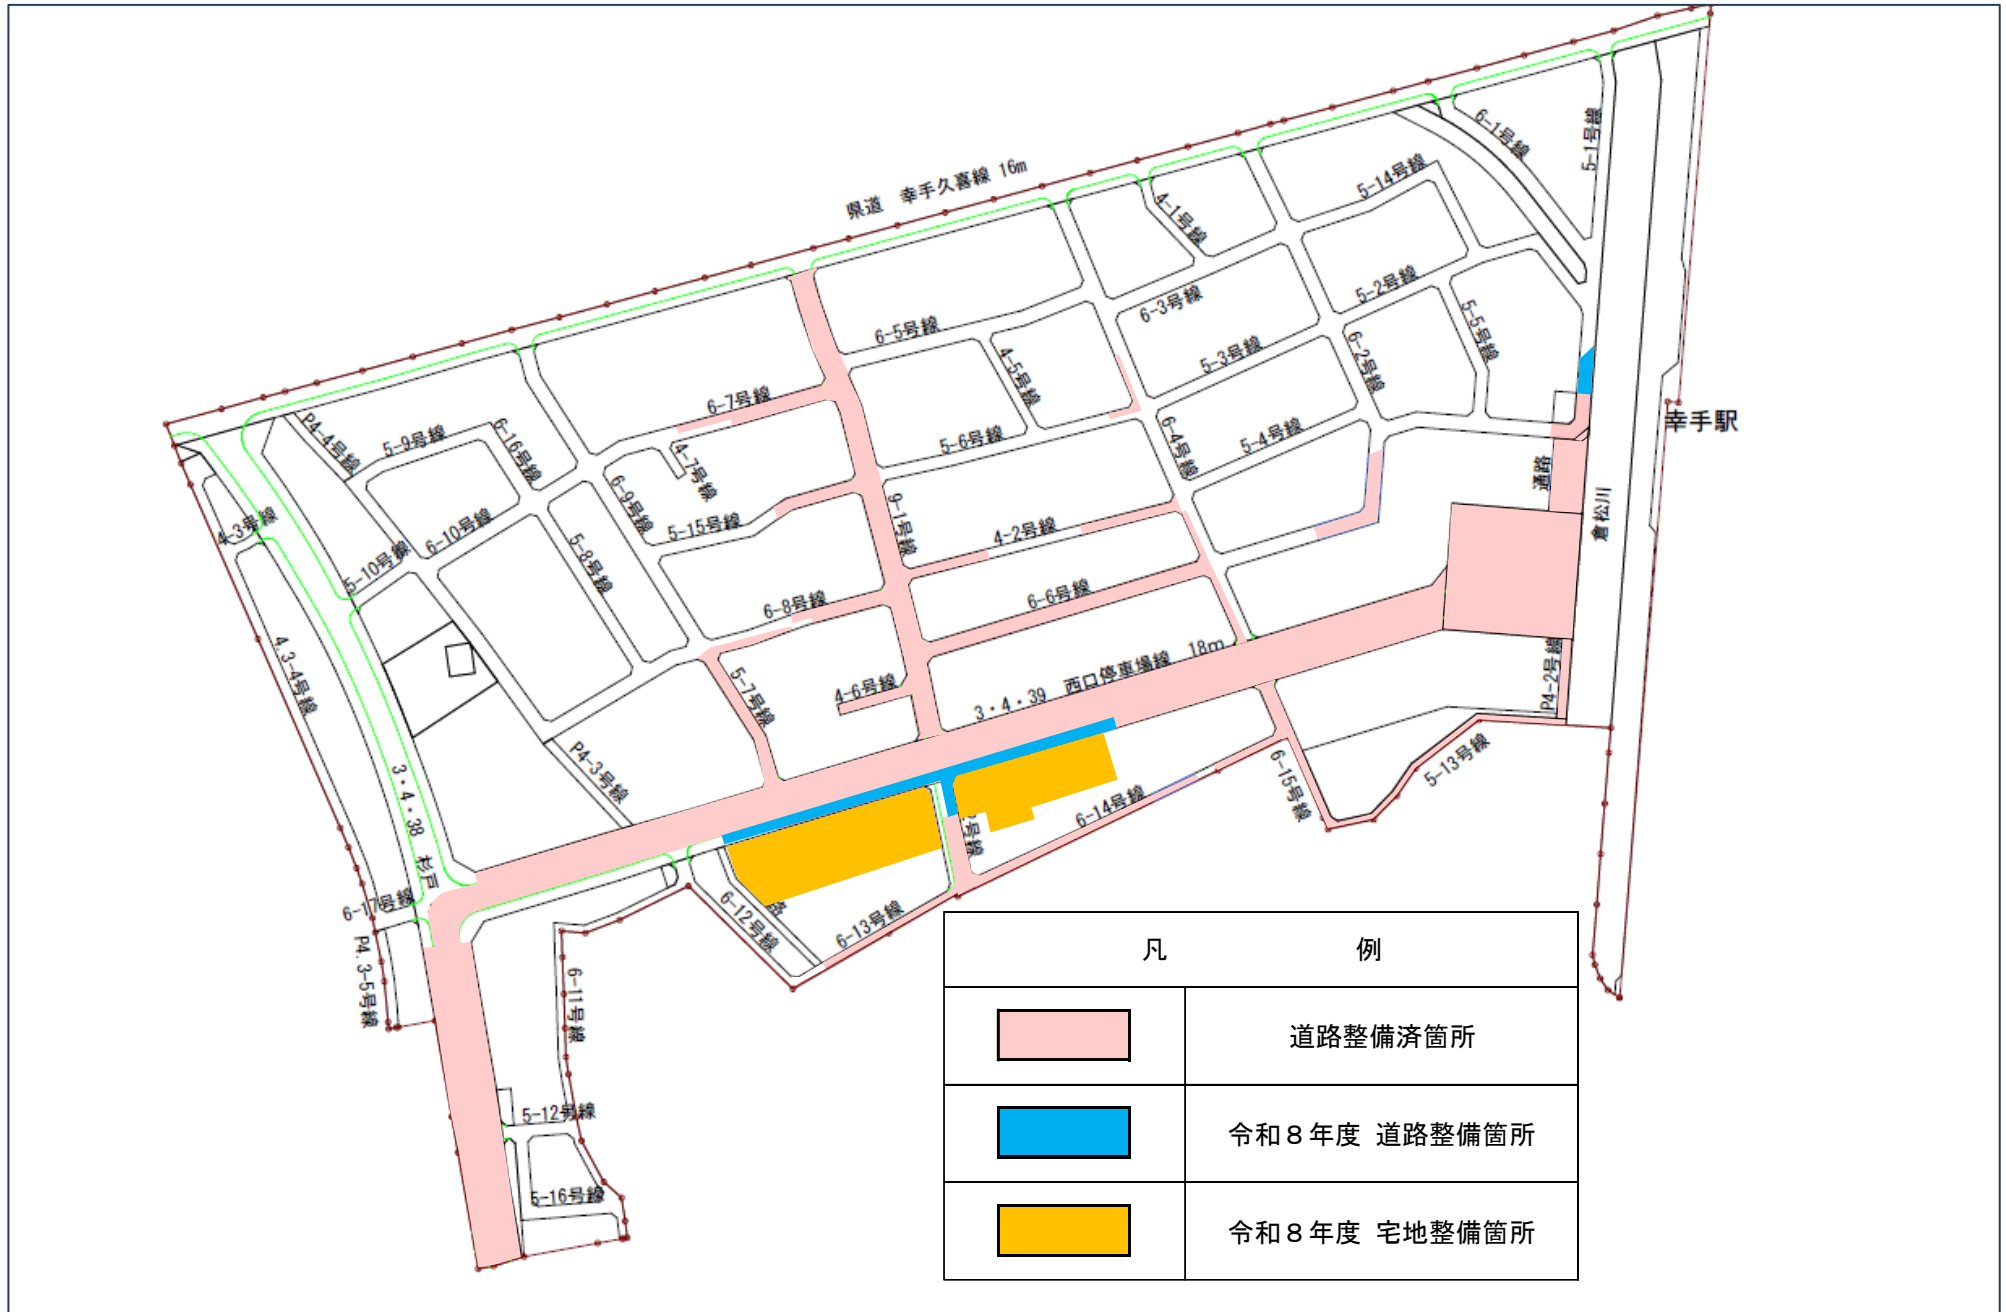 県道 幸手久喜線 16m
6-1号線
5-1号線
5-14号線
4-1号線
6-3号線
5-2号線
5-5号線
6-5号線
4-5号線
5-3号線
6-2号線
6-7号線
P4-4号線
5-9号線
6-16号線
4-7号線
5-6号線
6-4号線
5-4号線
幸手駅
通路
倉松川
6-9号線
5-15号線
9-1号線
4-2号線
4-3号線
6-10号線
5-10号線
5-8号線
6-8号線
6-6号線
4.3-4号線
5-7号線
4-6号線
3・4・39 西口停車場線 18m
P4-2号線
P4-3号線
5-13号線
6-15号線
6-14号線
号線
3・4・38 杉戸
6-17号線
P4.3-5号線
6-12号線
路
6-13号線
6-11号線
5-12号線
5-16号線
凡 例
道路整備済箇所
令和8年度 道路整備箇所
令和8年度 宅地整備箇所